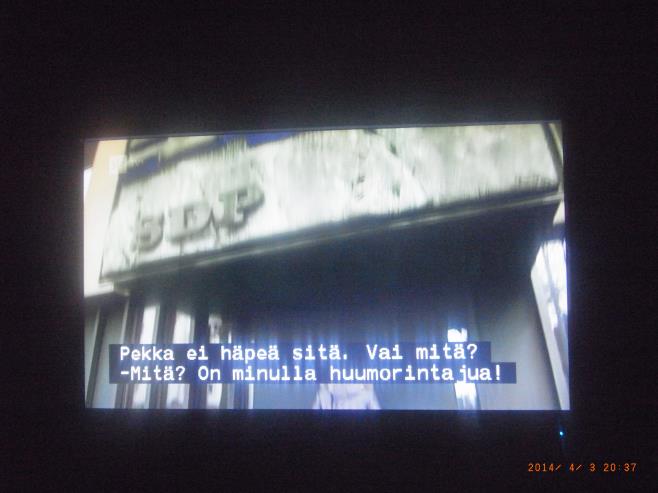 SDP
Pekka ei häpeä sitä. Vai mitä?
-Mitä? On minulla huumorintajua!
2014/ 4/ 3 20:37